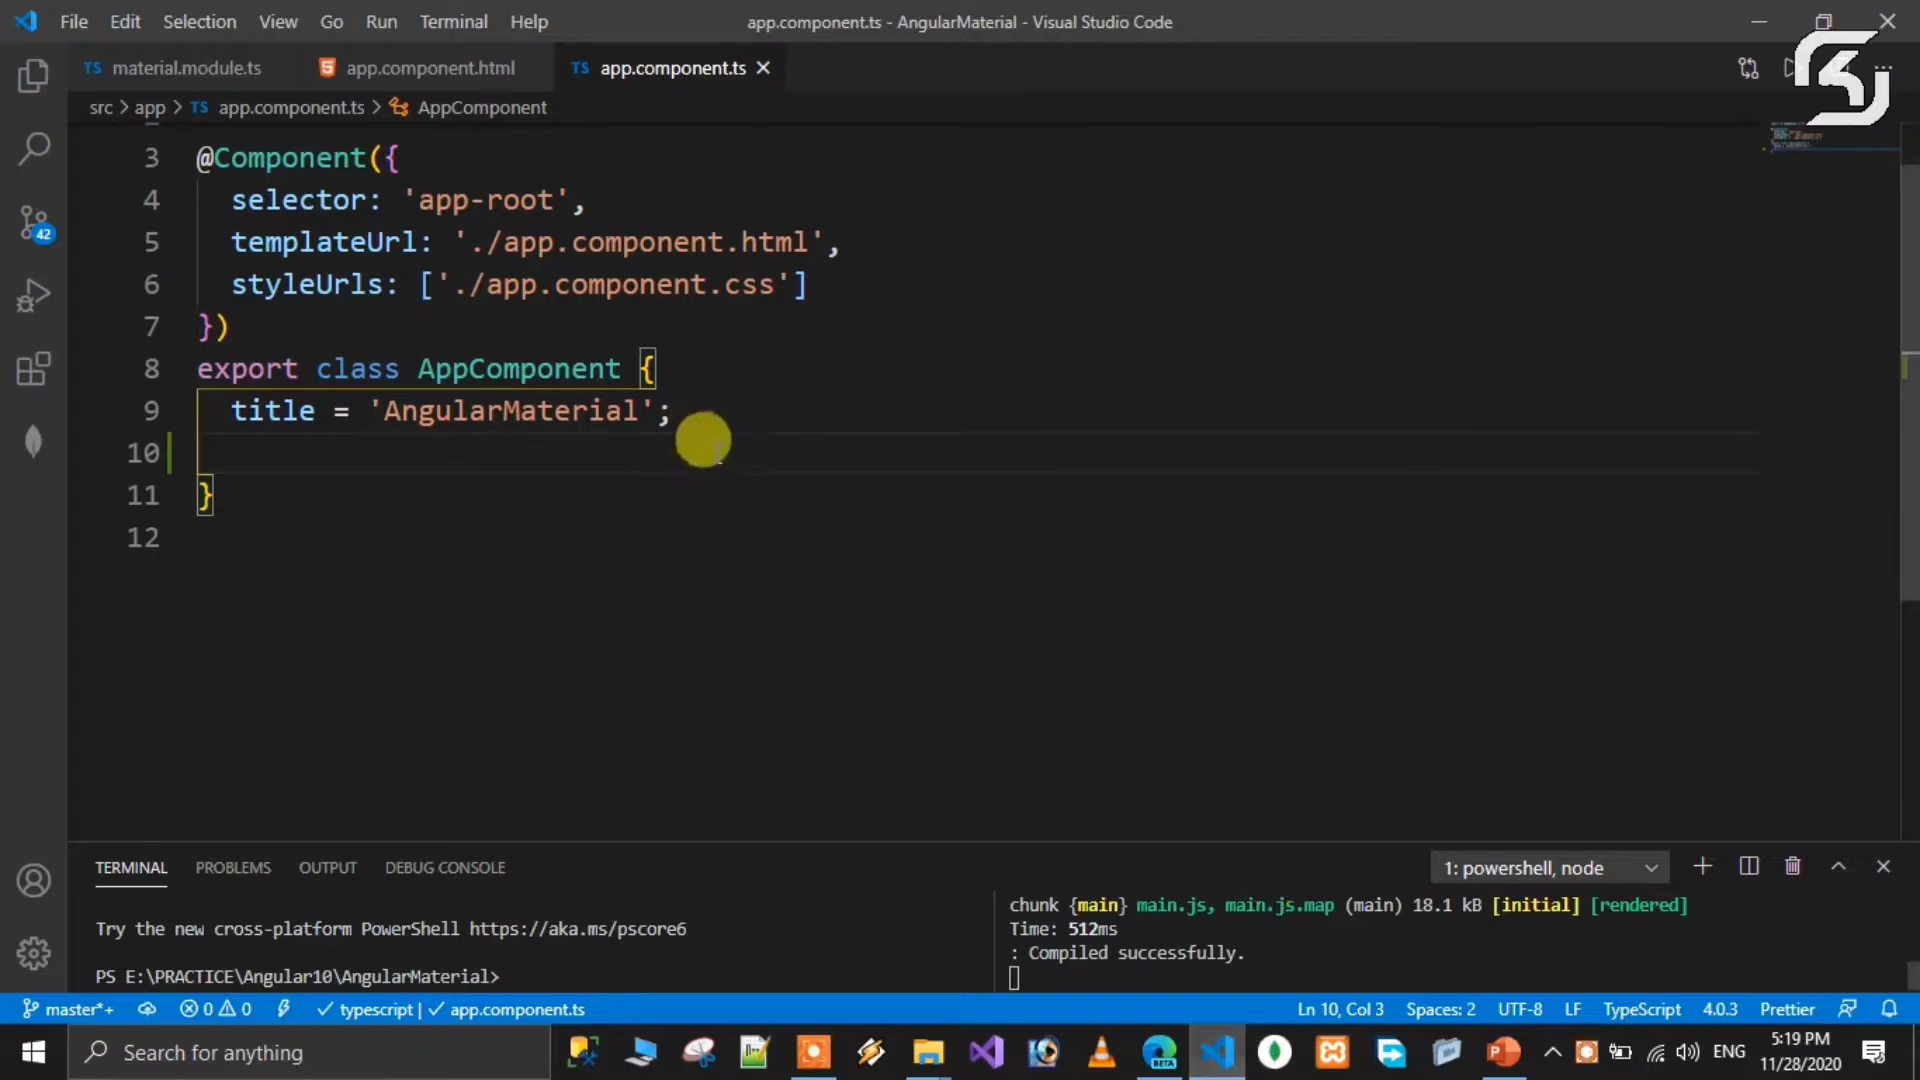 File Edit Selection View Go Run Terminal Help
app.component.ts - AngularMaterial - Visual Studio Code
TS material.module.ts
5 app.component.html
TS app.component.ts
src > app > TS app.component.ts > AppComponent
3 @Component({
4 selector: 'app-root',
5 templateUrl: './app.component.html',
6 styleUrls: ['./app.component.css']
7 })
8 export class AppComponent {
9 title = 'AngularMaterial';
10
11 }
12
42
TERMINAL PROBLEMS OUTPUT DEBUG CONSOLE
1: powershell, node
Try the new cross-platform PowerShell https://aka.ms/pscore6
PS E:\PRACTICE\Angular10\AngularMaterial>
chunk {main} main.js, main.js.map (main) 18.1 kB [initial] [rendered]
Time: 512ms
: Compiled successfully.
master*+ 0 0 typescript | app.component.ts
Ln 10, Col 3 Spaces: 2 UTF-8 LF TypeScript 4.0.3 Prettier
Search for anything
BETA
ENG
5:19 PM
11/28/2020